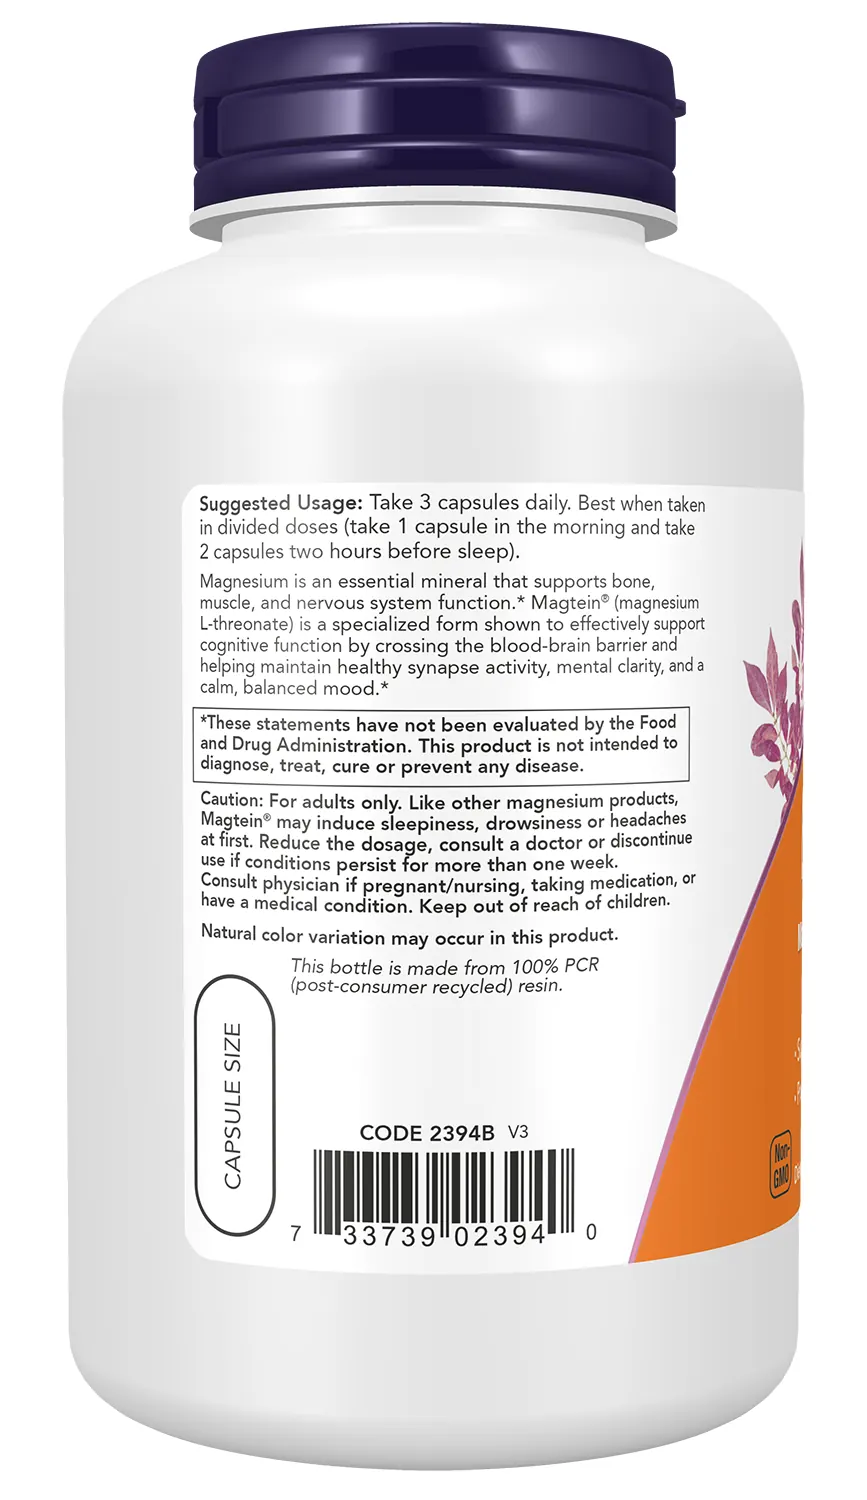 Suggested Usage: Take 3 capsules daily. Best when taken
in divided doses (take 1 capsule in the morning and take
2 capsules two hours before sleep).
Magnesium is an essential mineral that supports bone,
muscle, and nervous system function.* Magtein® (magnesium
L-threonate) is a specialized form shown to effectively support
cognitive function by crossing the blood-brain barrier and
helping maintain healthy synapse activity, mental clarity, and a
calm, balanced mood.*
*These statements have not been evaluated by the Food
and Drug Administration. This product is not intended to
diagnose, treat, cure or prevent any disease.
Caution: For adults only. Like other magnesium products,
Magtein® may induce sleepiness, drowsiness or headaches
at first. Reduce the dosage, consult a doctor or discontinue
use if conditions persist for more than one week.
Consult physician if pregnant/nursing, taking medication, or
have a medical condition. Keep out of reach of children.
Natural color variation may occur in this product.
This bottle is made from 100% PCR
(post-consumer recycled) resin.
CAPSULE SIZE
CODE 2394B V3
7 33739 02394 0
Non-
GMO